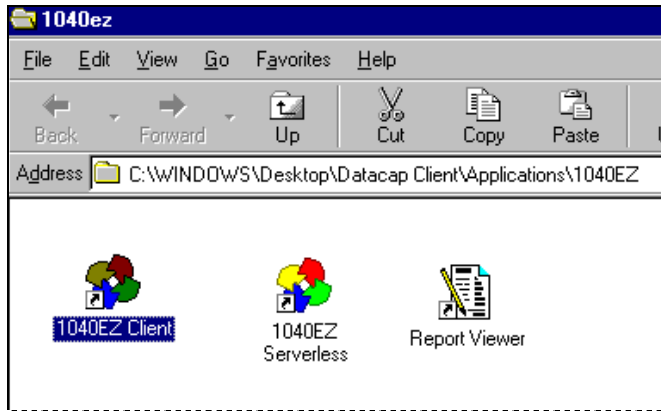 1040ez
File Edit View Go Favorites Help
Back Forward Up Cut Copy Paste
Address C:\WINDOWS\Desktop\Datacap Client\Applications\1040EZ
1040EZ Client
1040EZ
Serverless
Report Viewer